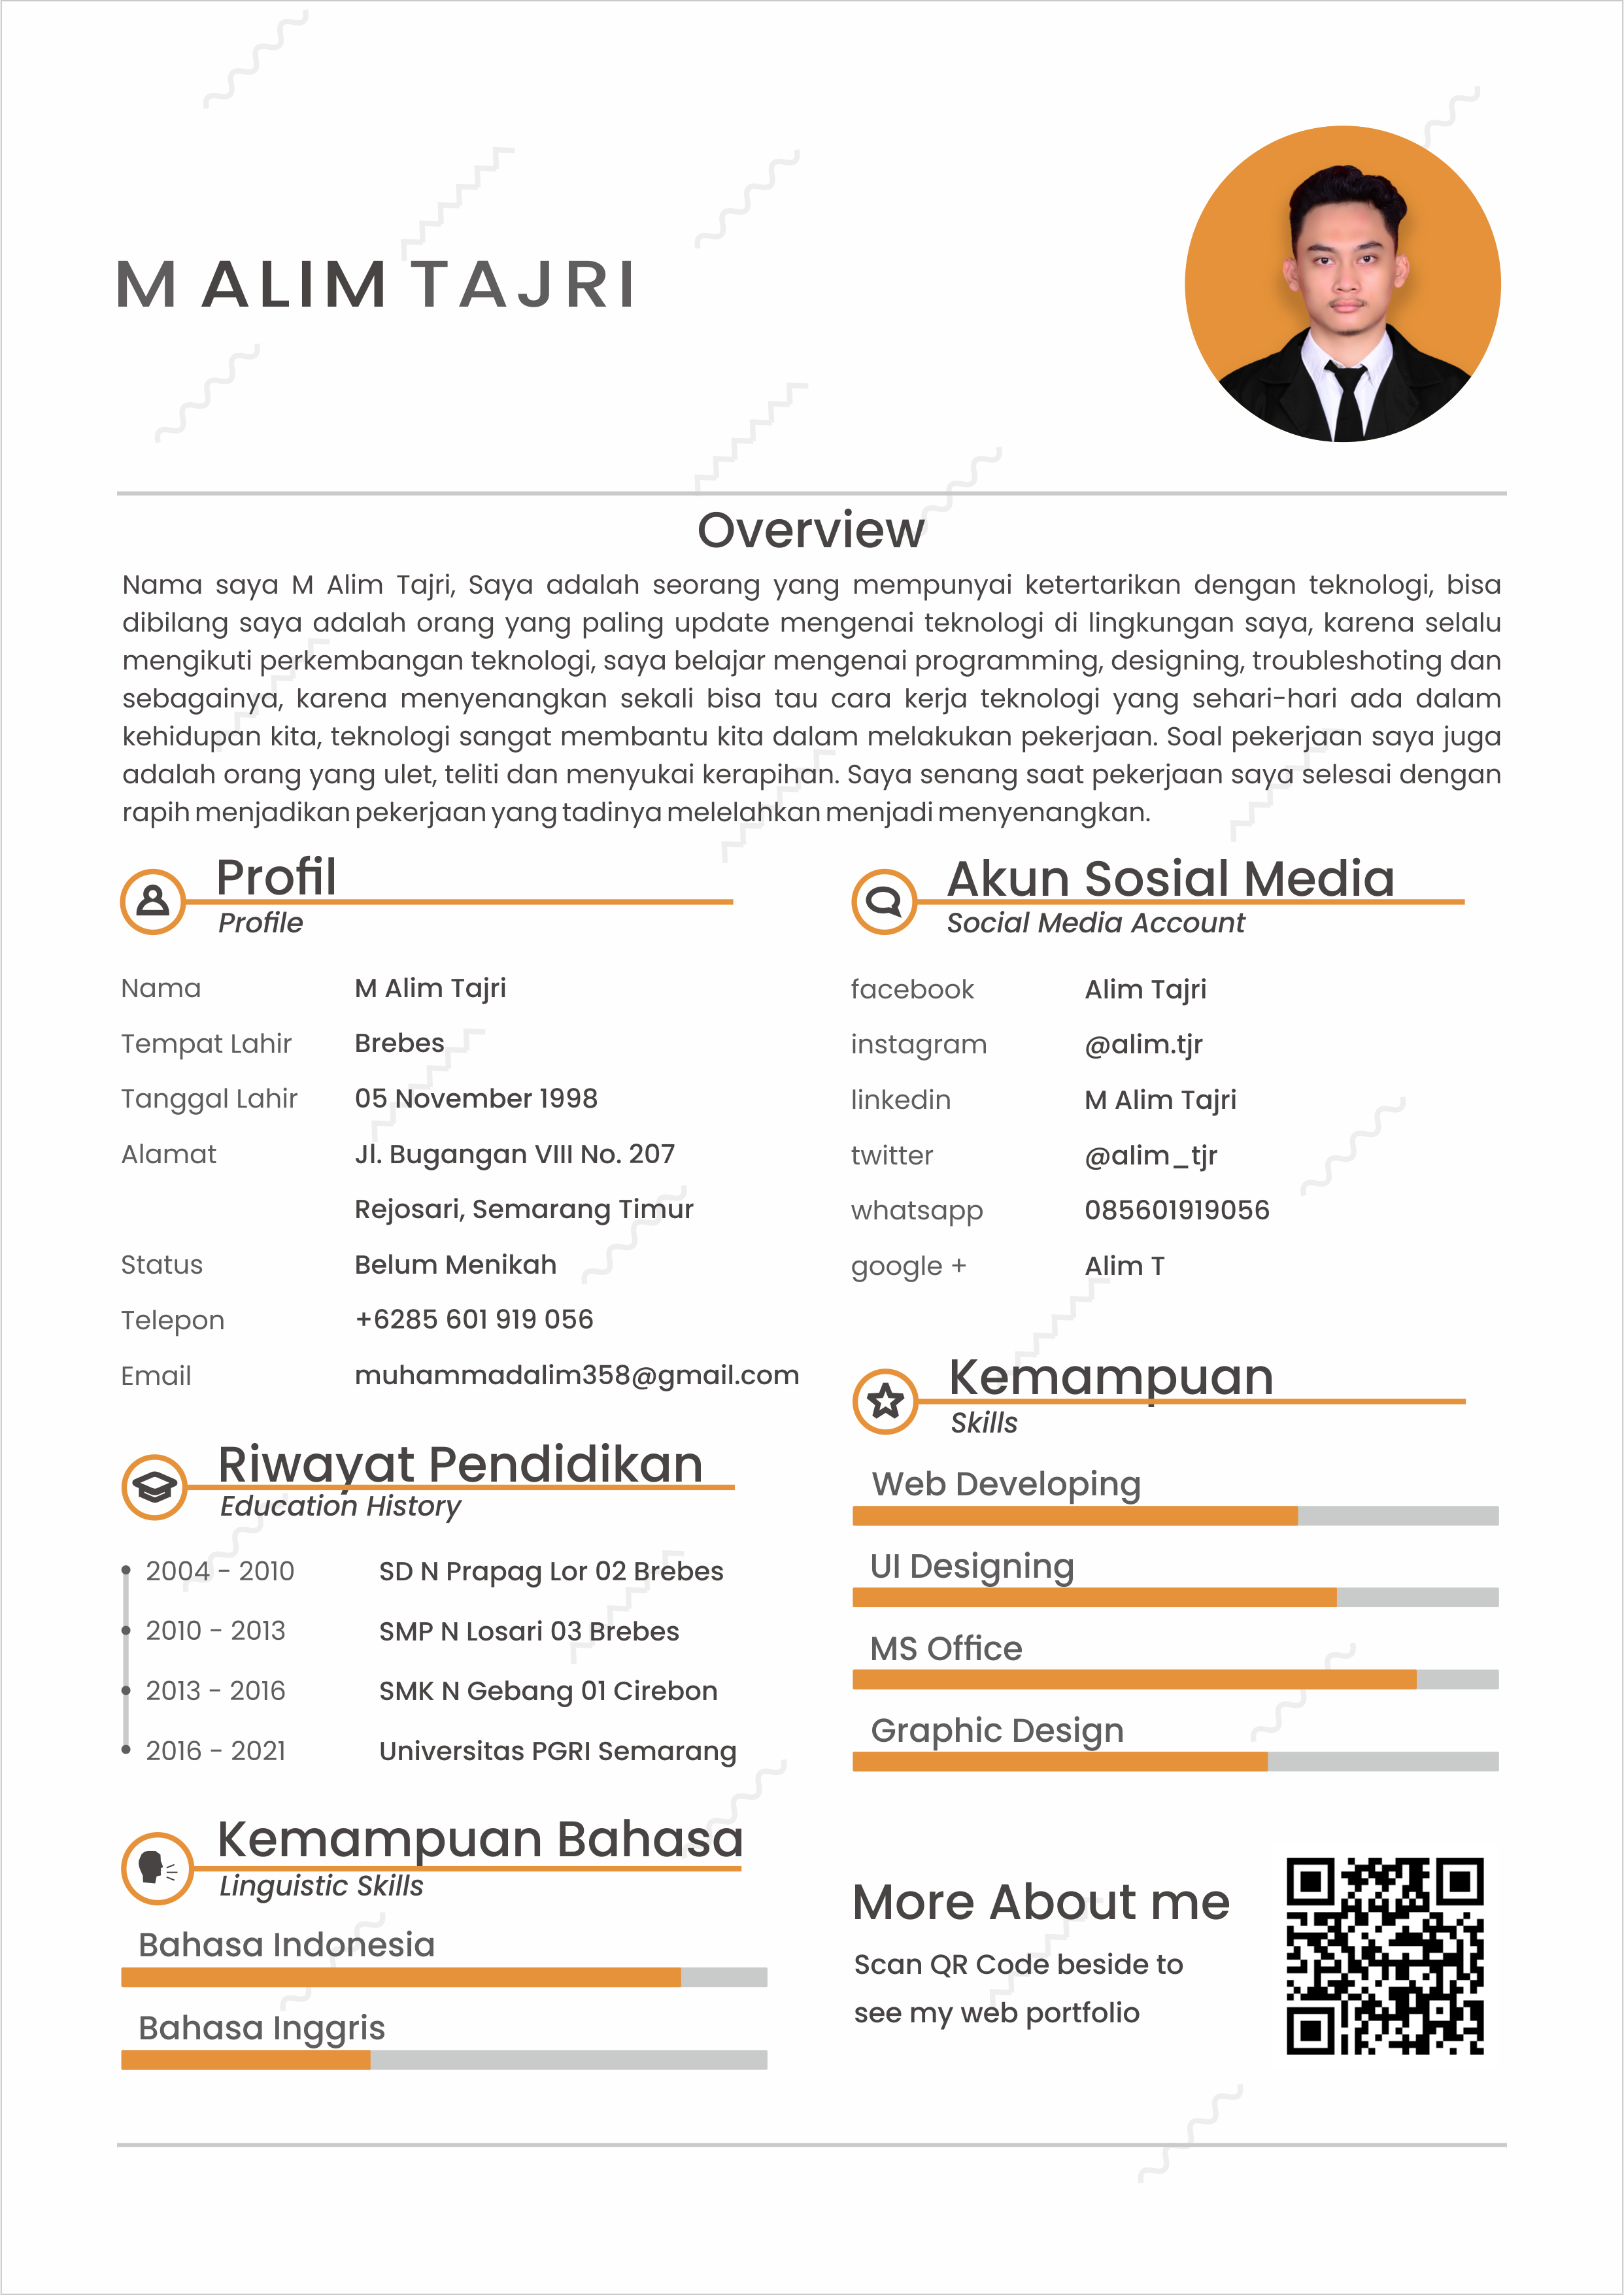 M ALIM TAJRI
Overview
Nama saya M Alim Tajri, Saya adalah seorang yang mempunyai ketertarikan dengan teknologi, bisa
dibilang saya adalah orang yang paling update mengenai teknologi di lingkungan saya, karena selalu
mengikuti perkembangan teknologi, saya belajar mengenai programming, designing, troubleshoting dan
sebagainya, karena menyenangkan sekali bisa tau cara kerja teknologi yang sehari-hari ada dalam
kehidupan kita, teknologi sangat membantu kita dalam melakukan pekerjaan. Soal pekerjaan saya juga
adalah orang yang ulet, teliti dan menyukai kerapihan. Saya senang saat pekerjaan saya selesai dengan
rapih menjadikan pekerjaan yang tadinya melelahkan menjadi menyenangkan.
Profil
Profile
Nama M Alim Tajri
Tempat Lahir Brebes
Tanggal Lahir 05 November 1998
Alamat Jl. Bugangan VIII No. 207
Rejosari, Semarang Timur
Status Belum Menikah
Telepon +6285 601 919 056
Email muhammadalim358@gmail.com
Riwayat Pendidikan
Education History
2004 - 2010 SD N Prapag Lor 02 Brebes
2010 - 2013 SMP N Losari 03 Brebes
2013 - 2016 SMK N Gebang 01 Cirebon
2016 - 2021 Universitas PGRI Semarang
Kemampuan Bahasa
Linguistic Skills
Bahasa Indonesia
Bahasa Inggris
Akun Sosial Media
Social Media Account
facebook Alim Tajri
instagram @alim.tjr
linkedin M Alim Tajri
twitter @alim_tjr
whatsapp 085601919056
google + Alim T
Kemampuan
Skills
Web Developing
UI Designing
MS Office
Graphic Design
More About me
Scan QR Code beside to
see my web portfolio